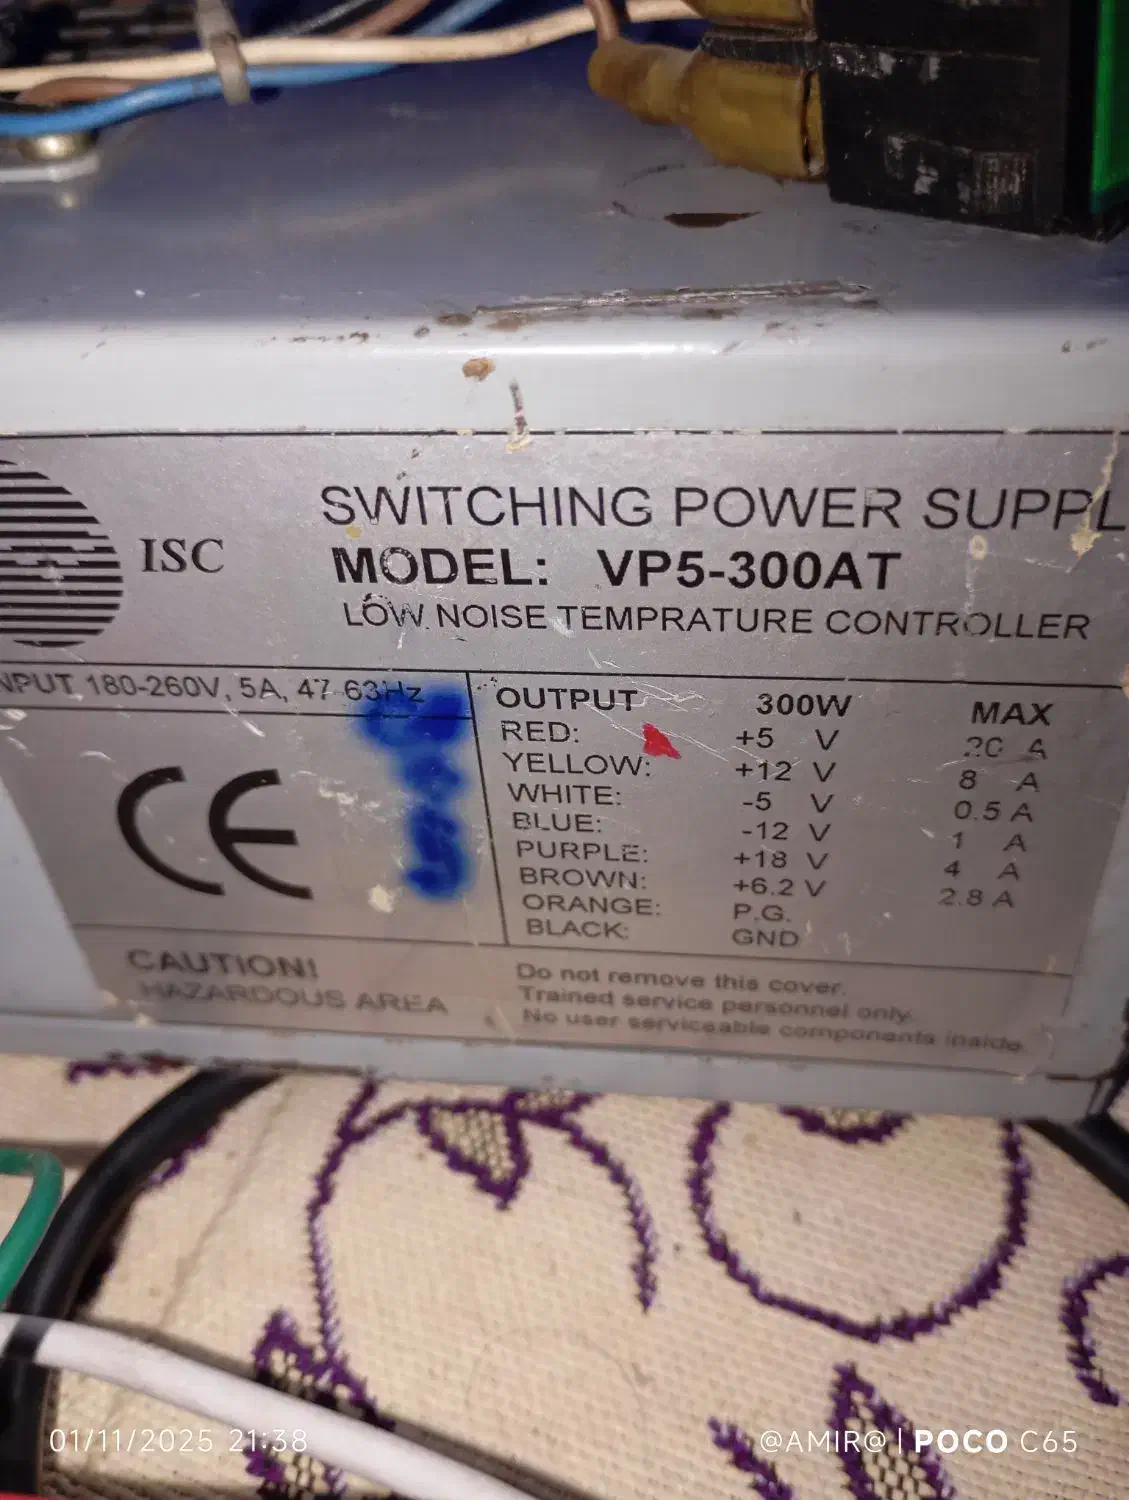 ISC
SWITCHING POWER SUPPL
MODEL: VP5-300AT
LOW NOISE TEMPRATURE CONTROLLER
NPUT 180-260V, 5A, 47-63Hz
OUTPUT 300W MAX
RED: +5 V 20 A
YELLOW: +12 V 8 A
WHITE: -5 V 0.5 A
BLUE: -12 V 1 A
PURPLE: +18 V 4 A
BROWN: +6.2 V 2.8 A
ORANGE: P.G.
BLACK: GND
CE
CAUTION!
HAZARDOUS AREA
Do not remove this cover.
Trained service personnel only.
No user serviceable components inside.
01/11/2025 21:38
@AMIR@ | POCO C65